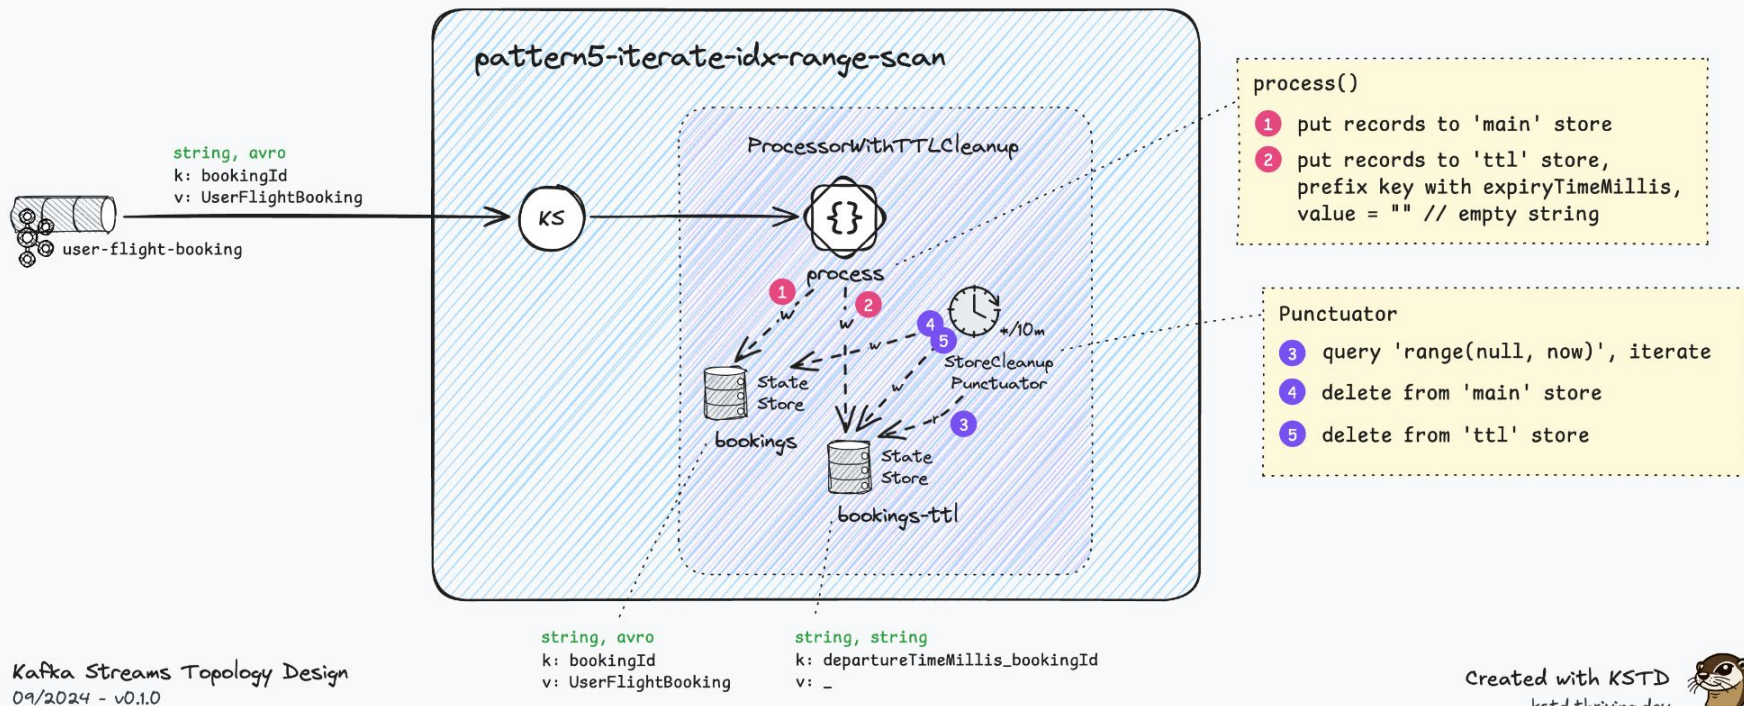 pattern5-iterate-idx-range-scan
process()
1 put records to 'main' store
2 put records to 'ttl' store,
prefix key with expiryTimeMillis,
value = "" // empty string
ProcessorWithTTLCleanup
string, avro
k: bookingId
v: UserFlightBooking
user-flight-booking
KS
{}
process
1
w
2
w
4
5
*/10m
w
w
StoreCleanup
Punctuator
r
3
State
Store
bookings
State
Store
bookings-ttl
Punctuator
3 query 'range(null, now)', iterate
4 delete from 'main' store
5 delete from 'ttl' store
string, avro
k: bookingId
v: UserFlightBooking
string, string
k: departureTimeMillis_bookingId
v: _
Kafka Streams Topology Design
09/2024 - v0.1.0
Created with KSTD
kstd.thriving.dev